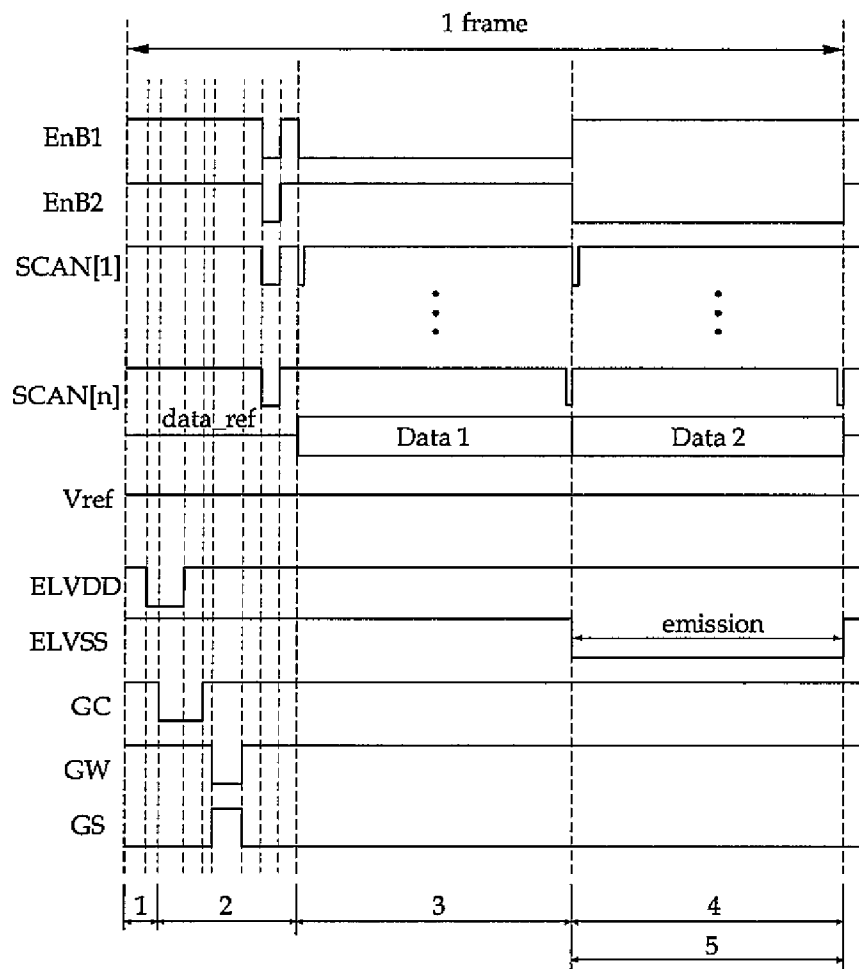 1 frame
EnB1
EnB2
SCAN[1]
SCAN[n]
data_ref
Data 1 Data 2
Vref
ELVDD
ELVSS
emission
GC
GW
GS
1 2 3 4
5